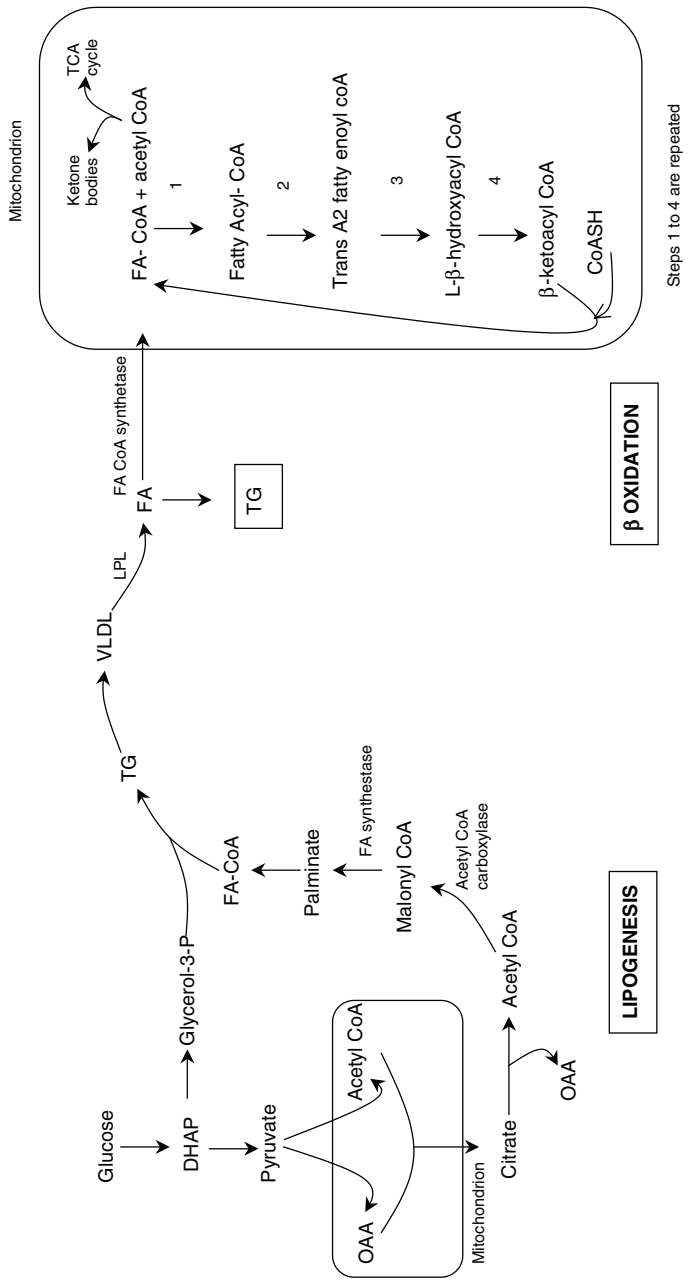 Glucose
DHAP
Glycerol-3-P
Pyruvate
OAA
Acetyl CoA
Mitochondrion
Citrate
Acetyl CoA
OAA
Acetyl CoA
carboxylase
Malonyl CoA
FA synthestase
Palminate
FA-CoA
TG
VLDL
LPL
FA
FA CoA synthetase
TG
LIPOGENESIS
Mitochondrion
Ketone
bodies
TCA
cycle
FA- CoA + acetyl CoA
1
Fatty Acyl- CoA
2
Trans A2 fatty enoyl coA
3
L-β-hydroxyacyl CoA
4
β-ketoacyl CoA
CoASH
Steps 1 to 4 are repeated
β OXIDATION